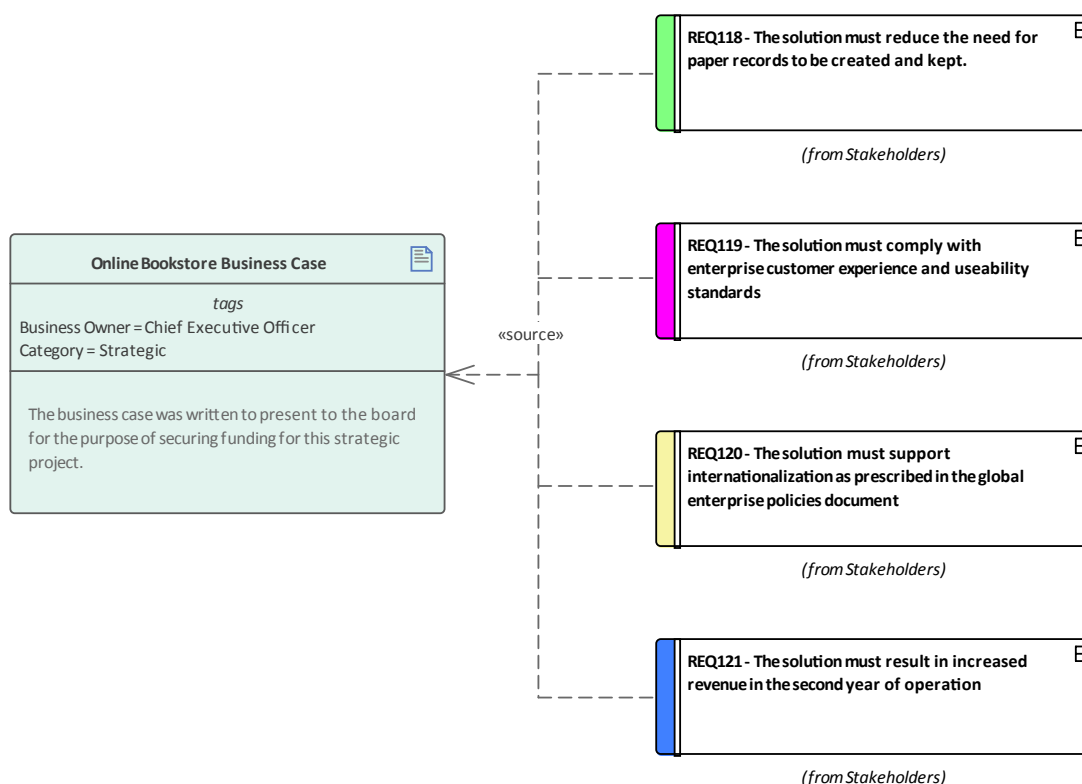 REQ118 - The solution must reduce the need for
paper records to be created and kept.
(from Stakeholders)
REQ119 - The solution must comply with
enterprise customer experience and useability
standards
(from Stakeholders)
Online Bookstore Business Case
tags
Business Owner = Chief Executive Officer
Category = Strategic
The business case was written to present to the board
for the purpose of securing funding for this strategic
project.
«source»
REQ120 - The solution must support
internationalization as prescribed in the global
enterprise policies document
(from Stakeholders)
REQ121 - The solution must result in increased
revenue in the second year of operation
(from Stakeholders)